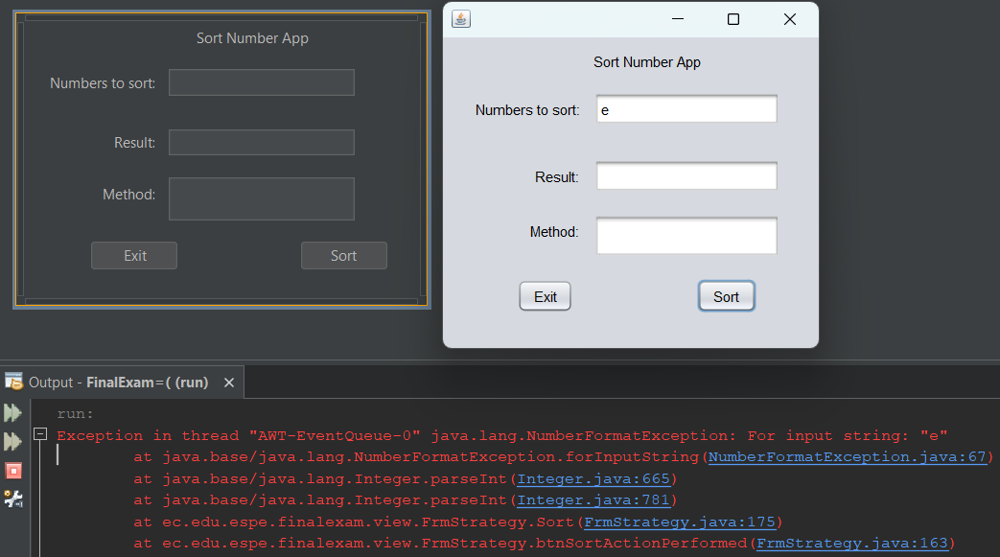 Sort Number App
Numbers to sort:
Result:
Method:
Exit Sort
Sort Number App
Numbers to sort: e
Result:
Method:
Exit Sort
Output - FinalExam=( (run)
run:
Exception in thread "AWT-EventQueue-0" java.lang.NumberFormatException: For input string: "e"
at java.base/java.lang.NumberFormatException.forInputString(NumberFormatException.java:67)
at java.base/java.lang.Integer.parseInt(Integer.java:665)
at java.base/java.lang.Integer.parseInt(Integer.java:781)
at ec.edu.espe.finalexam.view.FrmStrategy.Sort(FrmStrategy.java:175)
at ec.edu.espe.finalexam.view.FrmStrategy.btnSortActionPerformed(FrmStrategy.java:163)